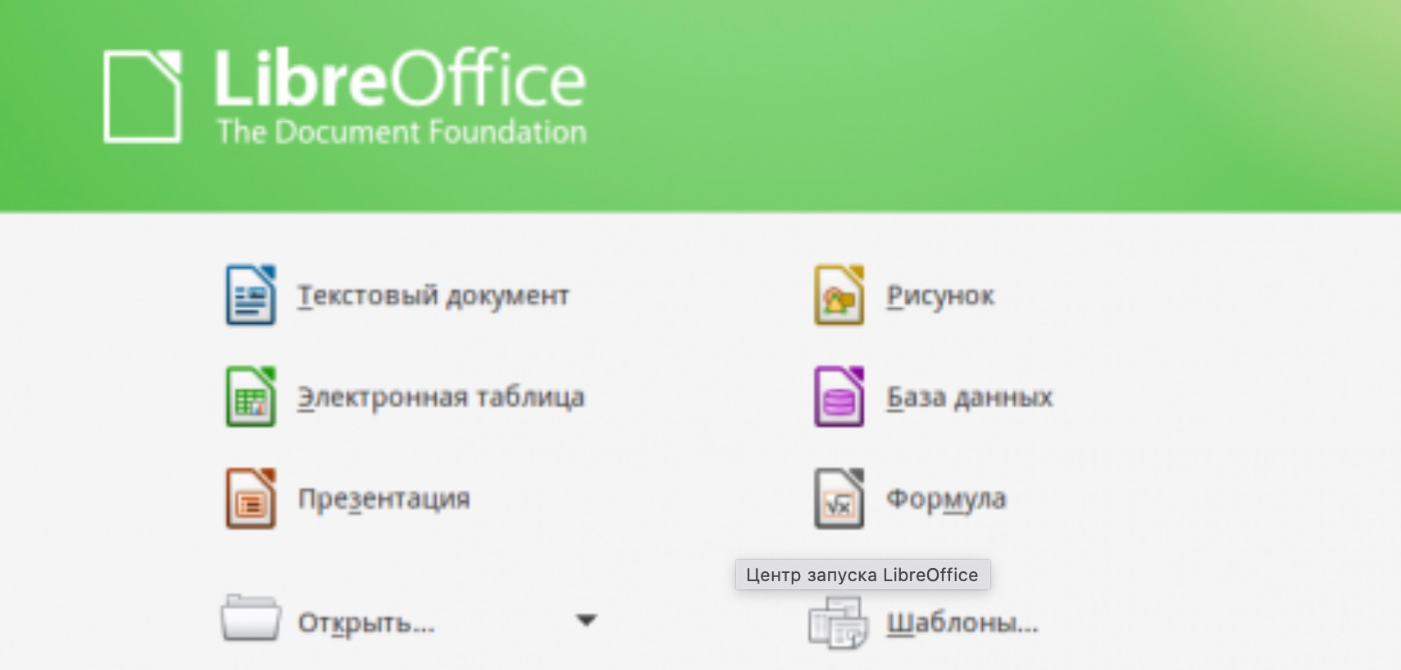 LibreOffice
The Document Foundation
Текстовый документ
Рисунок
Электронная таблица
База данных
Презентация
Формула
Центр запуска LibreOffice
Открыть...
Шаблоны...